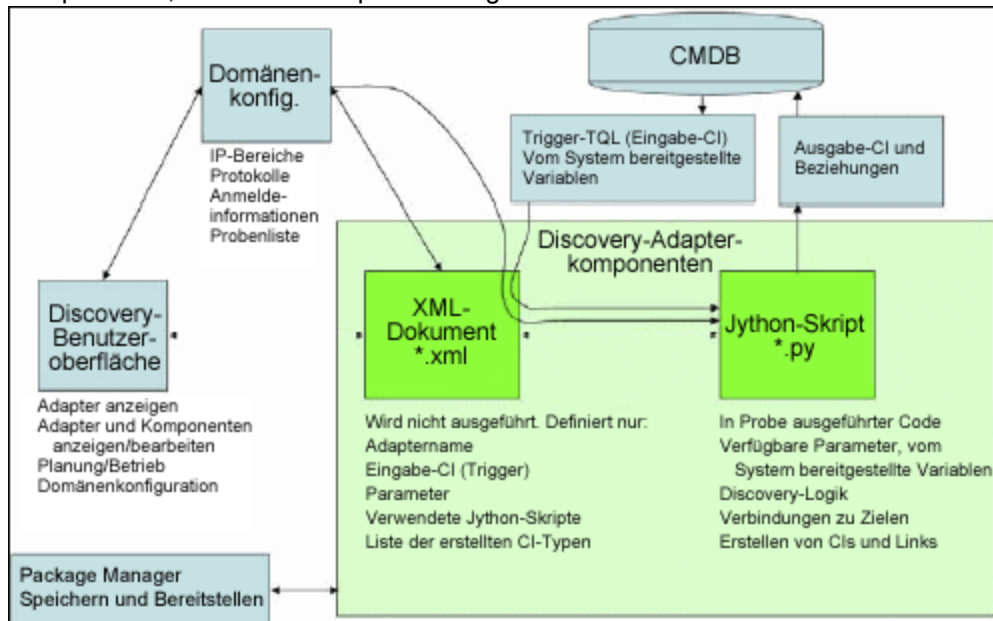 Domänen-
konfig.
IP-Bereiche
Protokolle
Anmelde-
informationen
Probenliste
CMDB
Trigger-TQL (Eingabe-CI)
Vom System bereitgestellte
Variablen
Ausgabe-CI und
Beziehungen
Discovery-Adapter-
komponenten
Discovery-
Benutzer-
oberfläche
Adapter anzeigen
Adapter und Komponenten
anzeigen/bearbeiten
Planung/Betrieb
Domänenkonfiguration
XML-
Dokument
*.xml
Wird nicht ausgeführt. Definiert nur:
Adaptername
Eingabe-CI (Trigger)
Parameter
Verwendete Jython-Skripte
Liste der erstellten CI-Typen
Jython-Skript
*.py
In Probe ausgeführter Code
Verfügbare Parameter, vom
System bereitgestellte Variablen
Discovery-Logik
Verbindungen zu Zielen
Erstellen von CIs und Links
Package Manager
Speichern und Bereitstellen